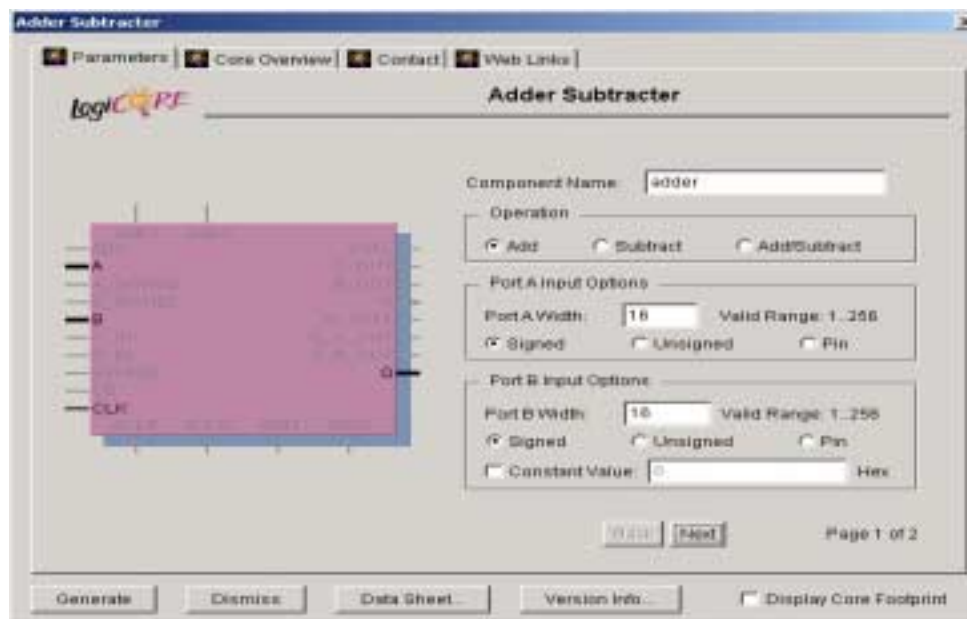 Adder Subtracter
Parameters Core Overview Contact Web Links
LogiCORE
Adder Subtracter
Component Name: adder
Operation
Add Subtract Add/Subtract
Port A Input Options
Port A Width: 16 Valid Range: 1..256
Signed Unsigned Pin
Port B Input Options
Port B Width: 16 Valid Range: 1..256
Signed Unsigned Pin
Constant Value: 0 Hex
A
B
Q
CLK
Next Page 1 of 2
Generate Dismiss Data Sheet... Version Info... Display Core Footprint